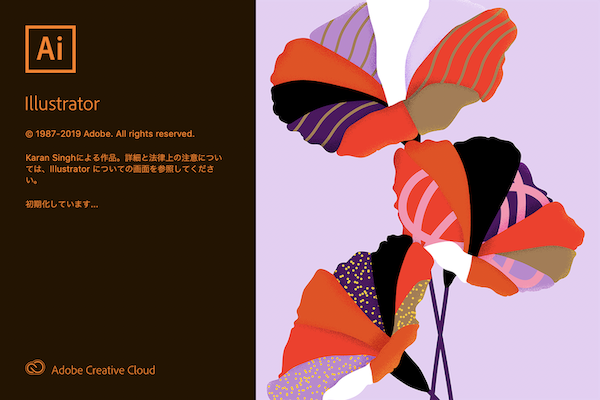 Ai
Illustrator
© 1987-2019 Adobe. All rights reserved.
Karan Singhによる作品。詳細と法律上の注意につい
ては、Illustrator についての画面を参照してくださ
い。
初期化しています...
Adobe Creative Cloud